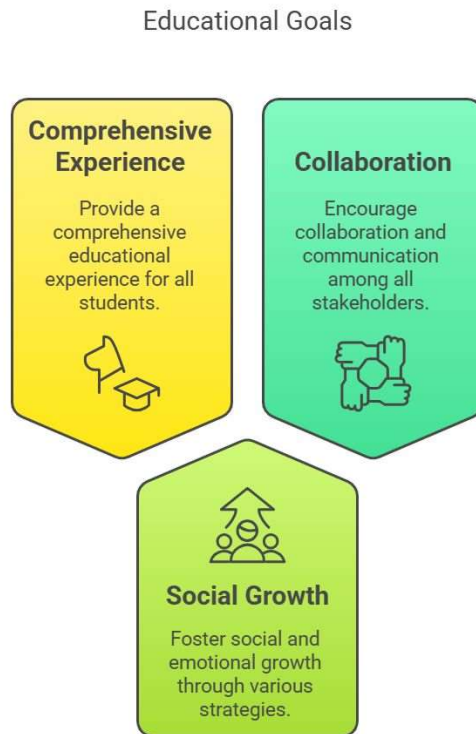 Educational Goals
Comprehensive
Experience
Provide a
comprehensive
educational
experience for all
students.
Collaboration
Encourage
collaboration and
communication
among all
stakeholders.
Social Growth
Foster social and
emotional growth
through various
strategies.